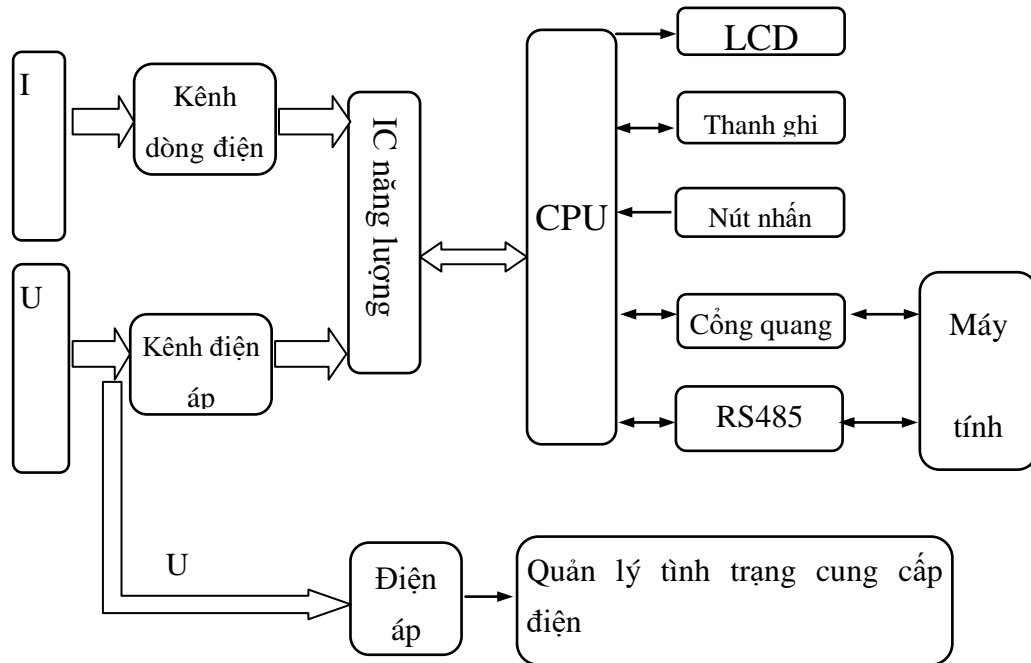 I
Kênh
dòng điện
IC năng lượng
CPU
LCD
Thanh ghi
Nút nhấn
U
Kênh điện
áp
Cổng quang
RS485
Máy
tính
U
Điện
áp
Quản lý tình trạng cung cấp
điện